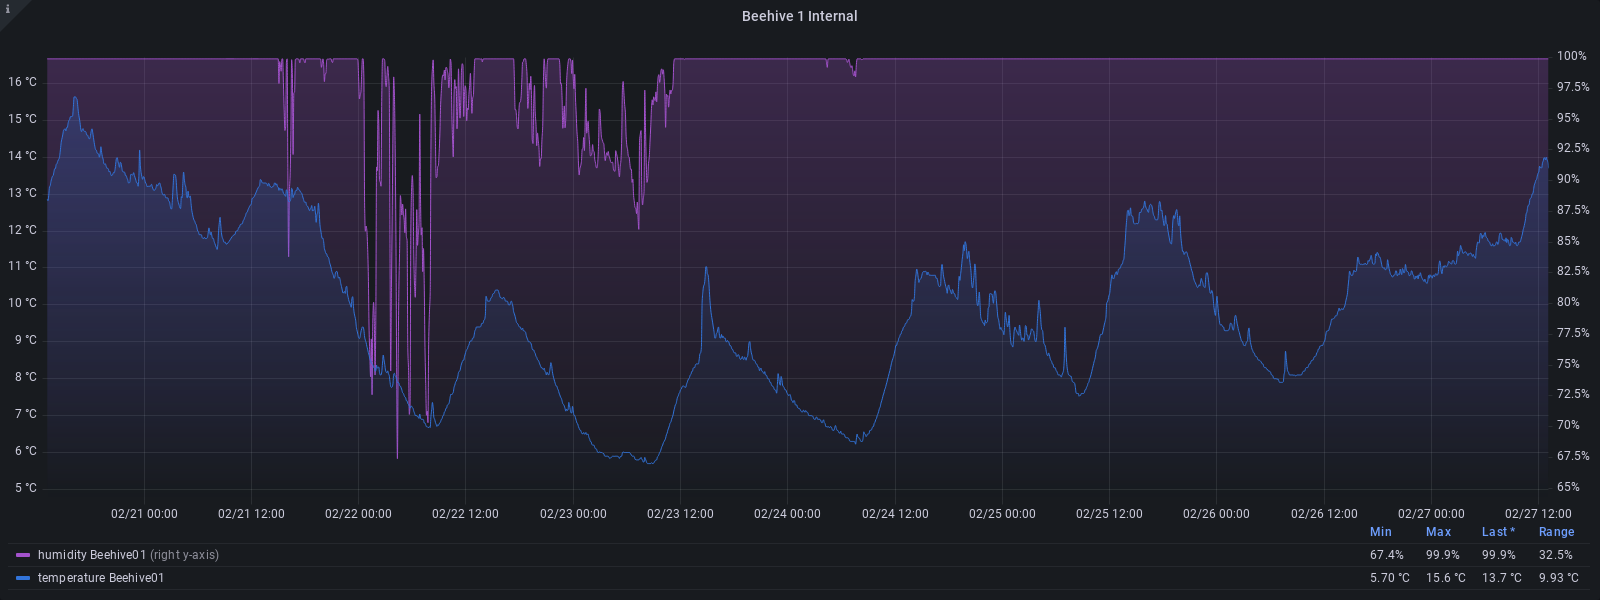 i
Beehive 1 Internal
16 °C
15 °C
14 °C
13 °C
12 °C
11 °C
10 °C
9 °C
8 °C
7 °C
6 °C
5 °C
100%
97.5%
95%
92.5%
90%
87.5%
85%
82.5%
80%
77.5%
75%
72.5%
70%
67.5%
65%
02/21 00:00 02/21 12:00 02/22 00:00 02/22 12:00 02/23 00:00 02/23 12:00 02/24 00:00 02/24 12:00 02/25 00:00 02/25 12:00 02/26 00:00 02/26 12:00 02/27 00:00 02/27 12:00
Min Max Last * Range
humidity Beehive01 (right y-axis) 67.4% 99.9% 99.9% 32.5%
temperature Beehive01 5.70 °C 15.6 °C 13.7 °C 9.93 °C